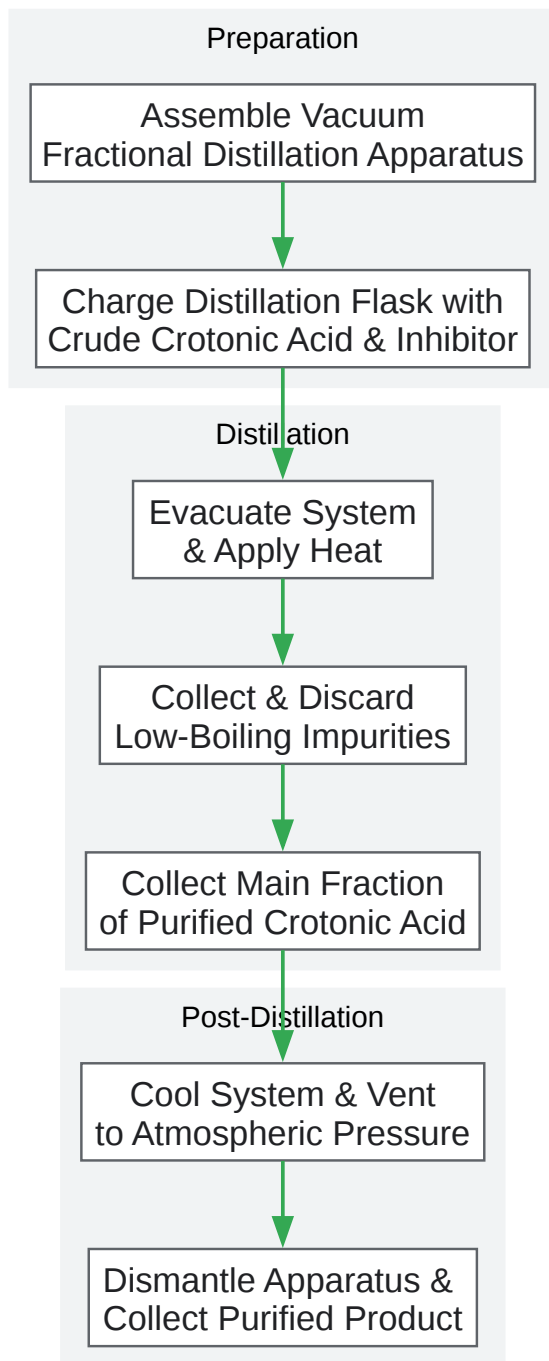 Preparation
Assemble Vacuum
Fractional Distillation Apparatus
Charge Distillation Flask with
Crude Crotonic Acid & Inhibitor
Distillation
Evacuate System
& Apply Heat
Collect & Discard
Low-Boiling Impurities
Collect Main Fraction
of Purified Crotonic Acid
Post-Distillation
Cool System & Vent
to Atmospheric Pressure
Dismantle Apparatus &
Collect Purified Product